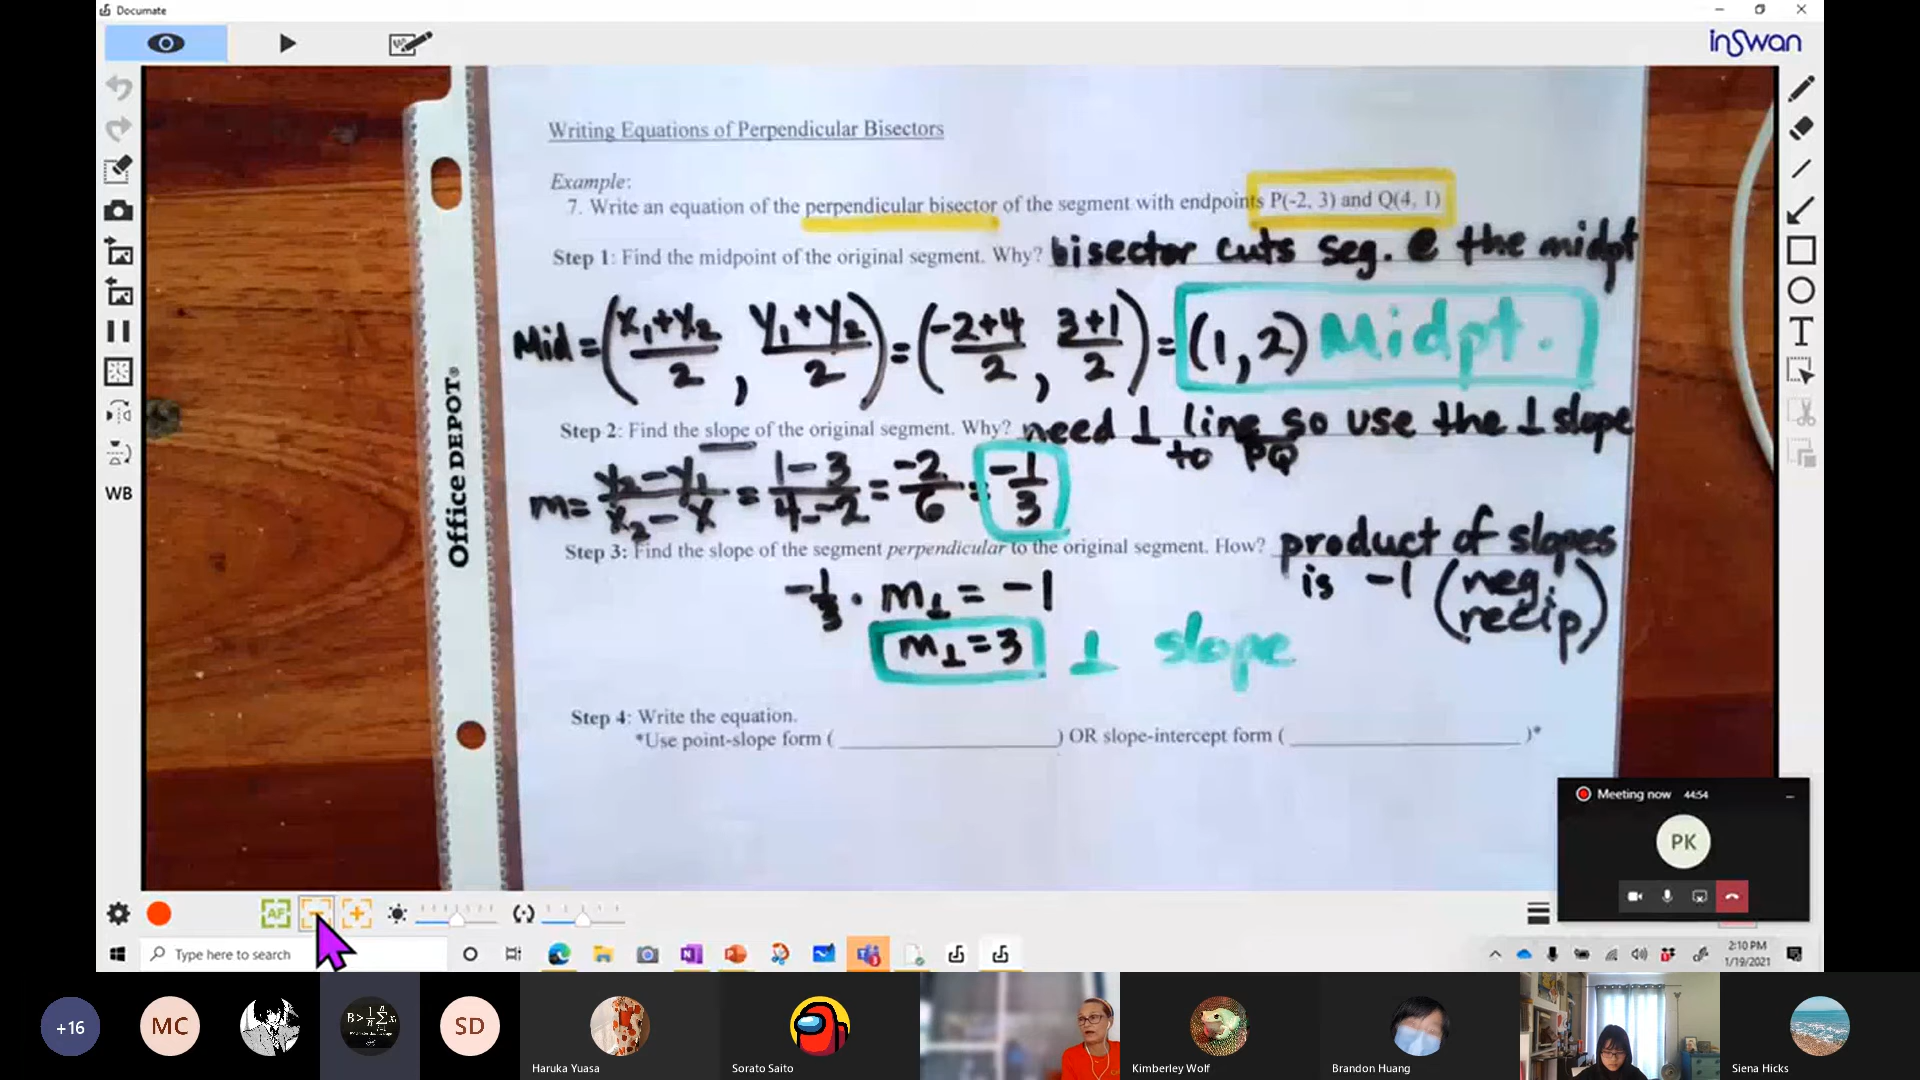 Documate
inSwan
Writing Equations of Perpendicular Bisectors
Example:
7. Write an equation of the perpendicular bisector of the segment with endpoints P(-2, 3) and Q(4, 1)
Step 1: Find the midpoint of the original segment. Why? bisector cuts seg. @ the midpt
Mid = (x₁+x₂/2 , y₁+y₂/2) = (-2+4/2 , 3+1/2) = (1, 2) Midpt.
Step 2: Find the slope of the original segment. Why? need ⊥ line so use the ⊥ slope
to PQ
m = y₂-y₁/x₂-x = 1-3/4--2 = -2/6 = -1/3
Step 3: Find the slope of the segment perpendicular to the original segment. How? product of slopes
is -1 (neg. recip)
-1/3 · m⊥ = -1
m⊥ = 3 ⊥ slope
Step 4: Write the equation.
*Use point-slope form ( ____________________ ) OR slope-intercept form ( ____________________ )*
Office DEPOT®
WB
T
AF
Meeting now 44:54
PK
Type here to search
2:10 PM
1/19/2021
+16
MC
SD
Haruka Yuasa
Sorato Saito
Kimberley Wolf
Brandon Huang
Siena Hicks